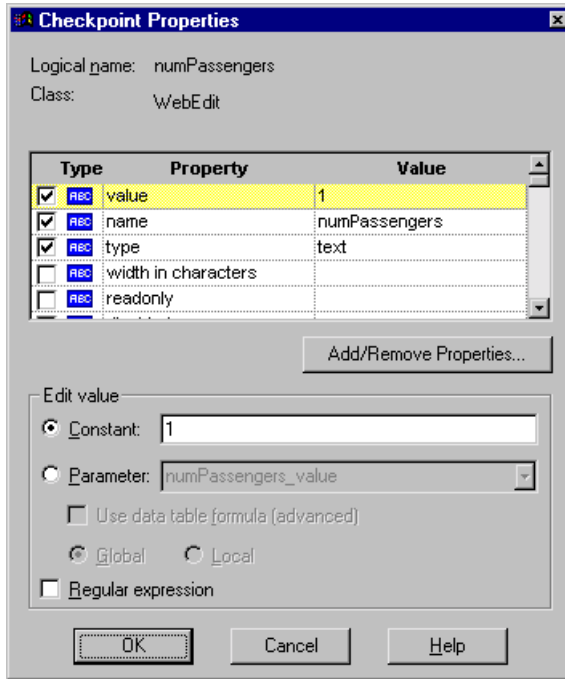 Checkpoint Properties
Logical name: numPassengers
Class: WebEdit
Type Property Value
ABC value 1
ABC name numPassengers
ABC type text
ABC width in characters
ABC readonly
Add/Remove Properties...
Edit value
Constant: 1
Parameter: numPassengers_value
Use data table formula (advanced)
Global Local
Regular expression
OK Cancel Help